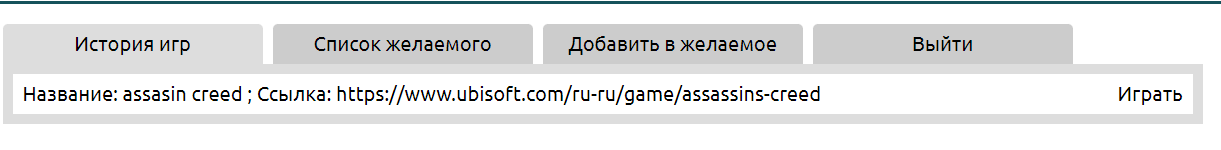 История игр Список желаемого Добавить в желаемое Выйти
Название: assasin creed ; Ссылка: https://www.ubisoft.com/ru-ru/game/assassins-creed Играть